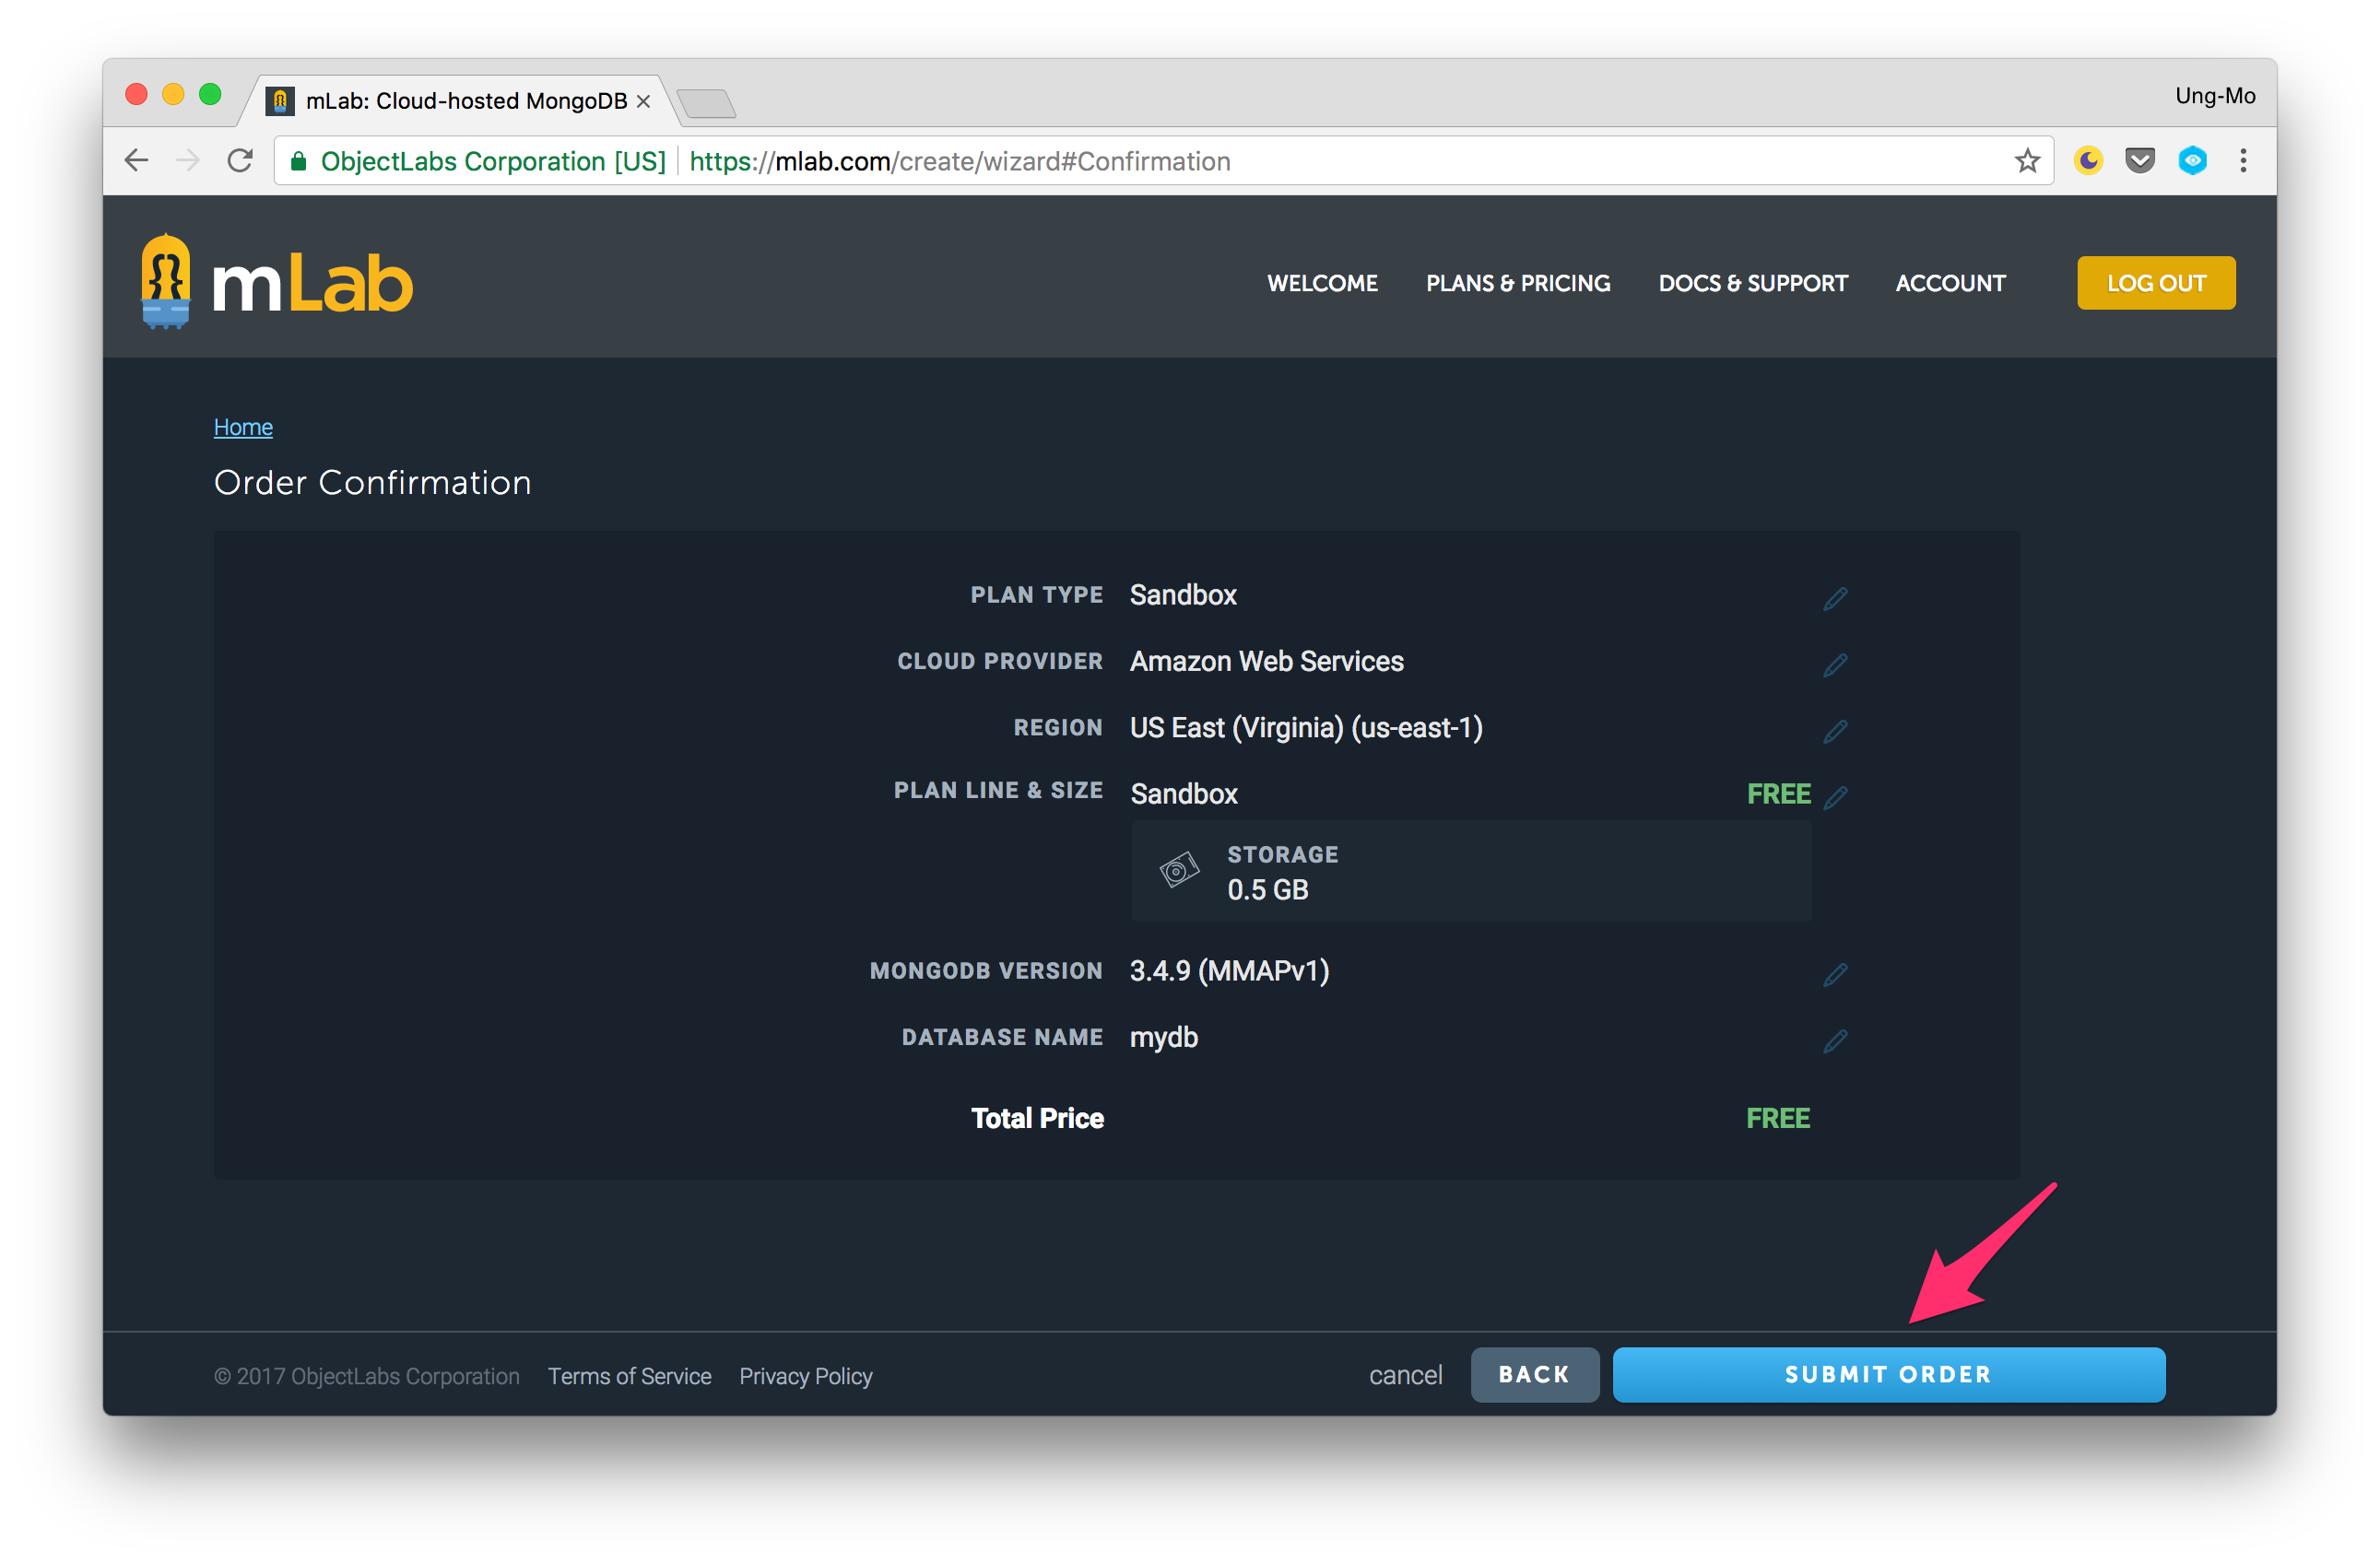 mLab: Cloud-hosted MongoDB
Ung-Mo
ObjectLabs Corporation [US] https://mlab.com/create/wizard#Confirmation
mLab
WELCOME PLANS & PRICING DOCS & SUPPORT ACCOUNT LOG OUT
Home
Order Confirmation
PLAN TYPE Sandbox
CLOUD PROVIDER Amazon Web Services
REGION US East (Virginia) (us-east-1)
PLAN LINE & SIZE Sandbox FREE
STORAGE
0.5 GB
MONGODB VERSION 3.4.9 (MMAPv1)
DATABASE NAME mydb
Total Price FREE
© 2017 ObjectLabs Corporation Terms of Service Privacy Policy cancel BACK SUBMIT ORDER